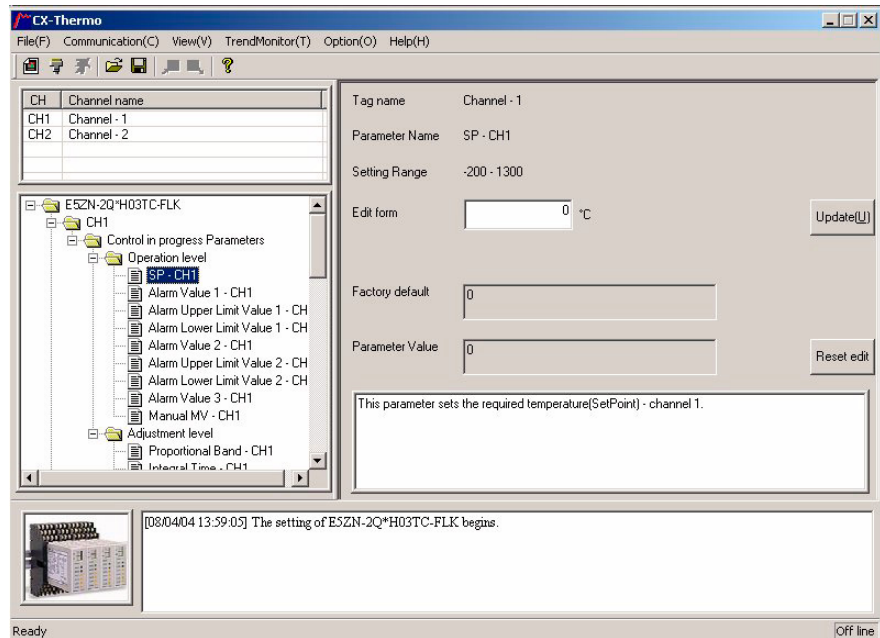 CX-Thermo
File(F) Communication(C) View(V) TrendMonitor(T) Option(O) Help(H)
CH Channel name
CH1 Channel - 1
CH2 Channel - 2
E5ZN-2Q*H03TC-FLK
CH1
Control in progress Parameters
Operation level
SP - CH1
Alarm Value 1 - CH1
Alarm Upper Limit Value 1 - CH
Alarm Lower Limit Value 1 - CH
Alarm Value 2 - CH1
Alarm Upper Limit Value 2 - CH
Alarm Lower Limit Value 2 - CH
Alarm Value 3 - CH1
Manual MV - CH1
Adjustment level
Proportional Band - CH1
Integral Time - CH1
Tag name Channel - 1
Parameter Name SP - CH1
Setting Range -200 - 1300
Edit form 0 °C Update(U)
Factory default 0
Parameter Value 0 Reset edit
This parameter sets the required temperature(SetPoint) - channel 1.
[08/04/04 13:59:05] The setting of E5ZN-2Q*H03TC-FLK begins.
Ready Off line